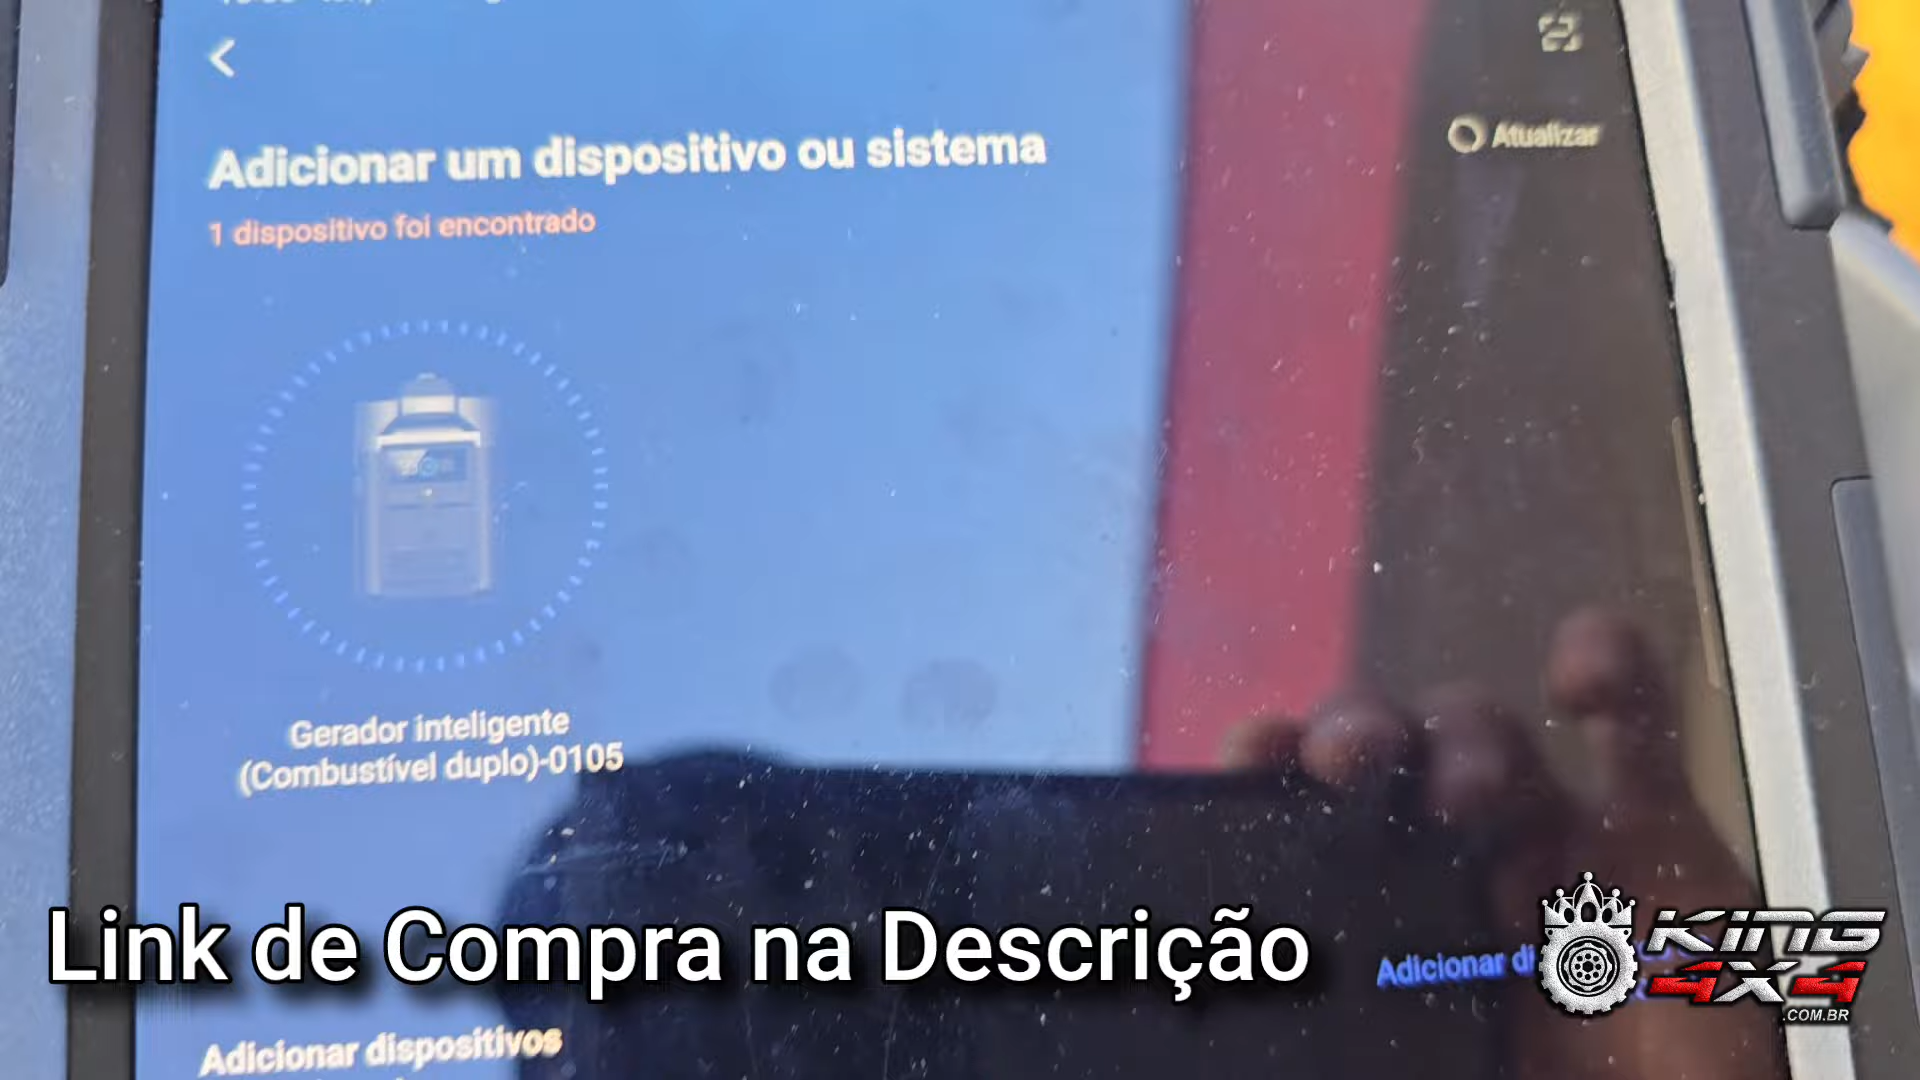 Adicionar um dispositivo ou sistema
Atualizar
1 dispositivo foi encontrado
Gerador inteligente
(Combustível duplo)-0105
Link de Compra na Descrição
Adicionar di
KING
4X4
.COM.BR
Adicionar dispositivos